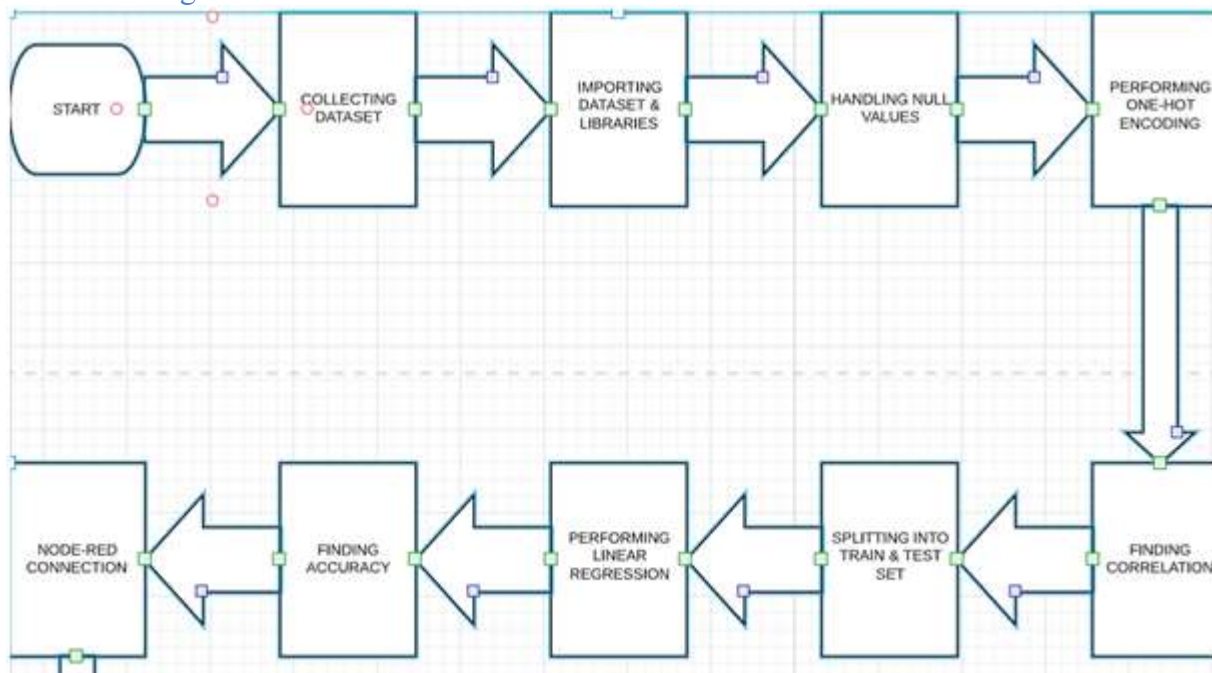 START
COLLECTING
DATASET
IMPORTING
DATASET &
LIBRARIES
HANDLING NULL
VALUES
PERFORMING
ONE-HOT
ENCODING
FINDING
CORRELATION
SPLITTING INTO
TRAIN & TEST
SET
PERFORMING
LINEAR
REGRESSION
FINDING
ACCURACY
NODE-RED
CONNECTION